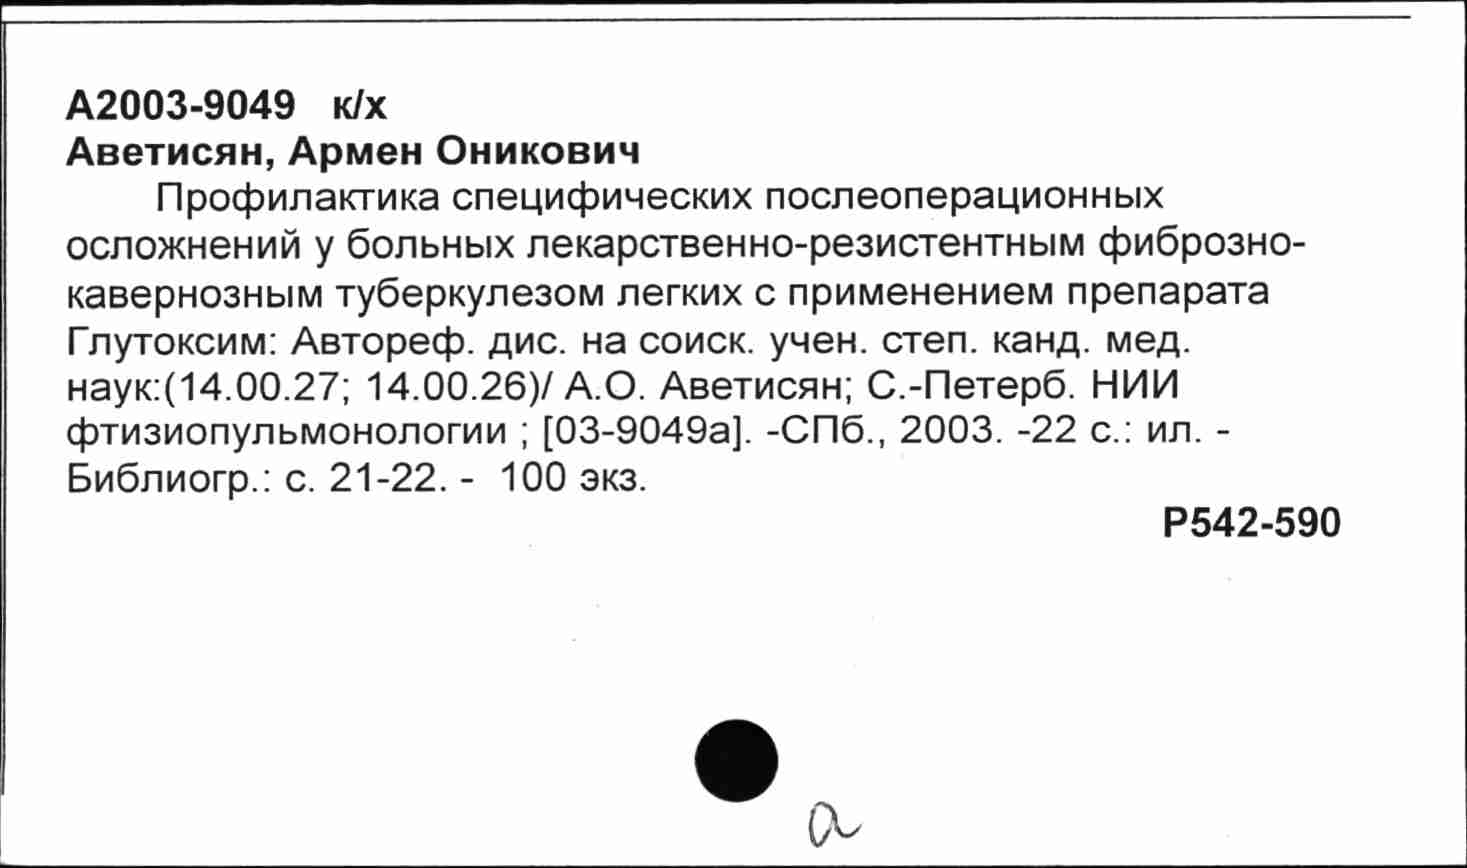 А2003-9049 к/х
Аветисян, Армен Оникович
Профилактика специфических послеоперационных
осложнений у больных лекарственно-резистентным фиброзно-
кавернозным туберкулезом легких с применением препарата
Глутоксим: Автореф. дис. на соиск. учен. степ. канд. мед.
наук:(14.00.27; 14.00.26)/ А.О. Аветисян; С.-Петерб. НИИ
фтизиопульмонологии ; [03-9049а]. -СПб., 2003. -22 с.: ил. -
Библиогр.: с. 21-22. - 100 экз.
Р542-590
а